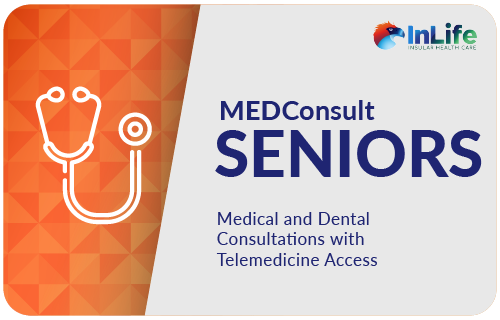 InLife
INSULAR HEALTH CARE
MEDConsult
SENIORS
Medical and Dental
Consultations with
Telemedicine Access